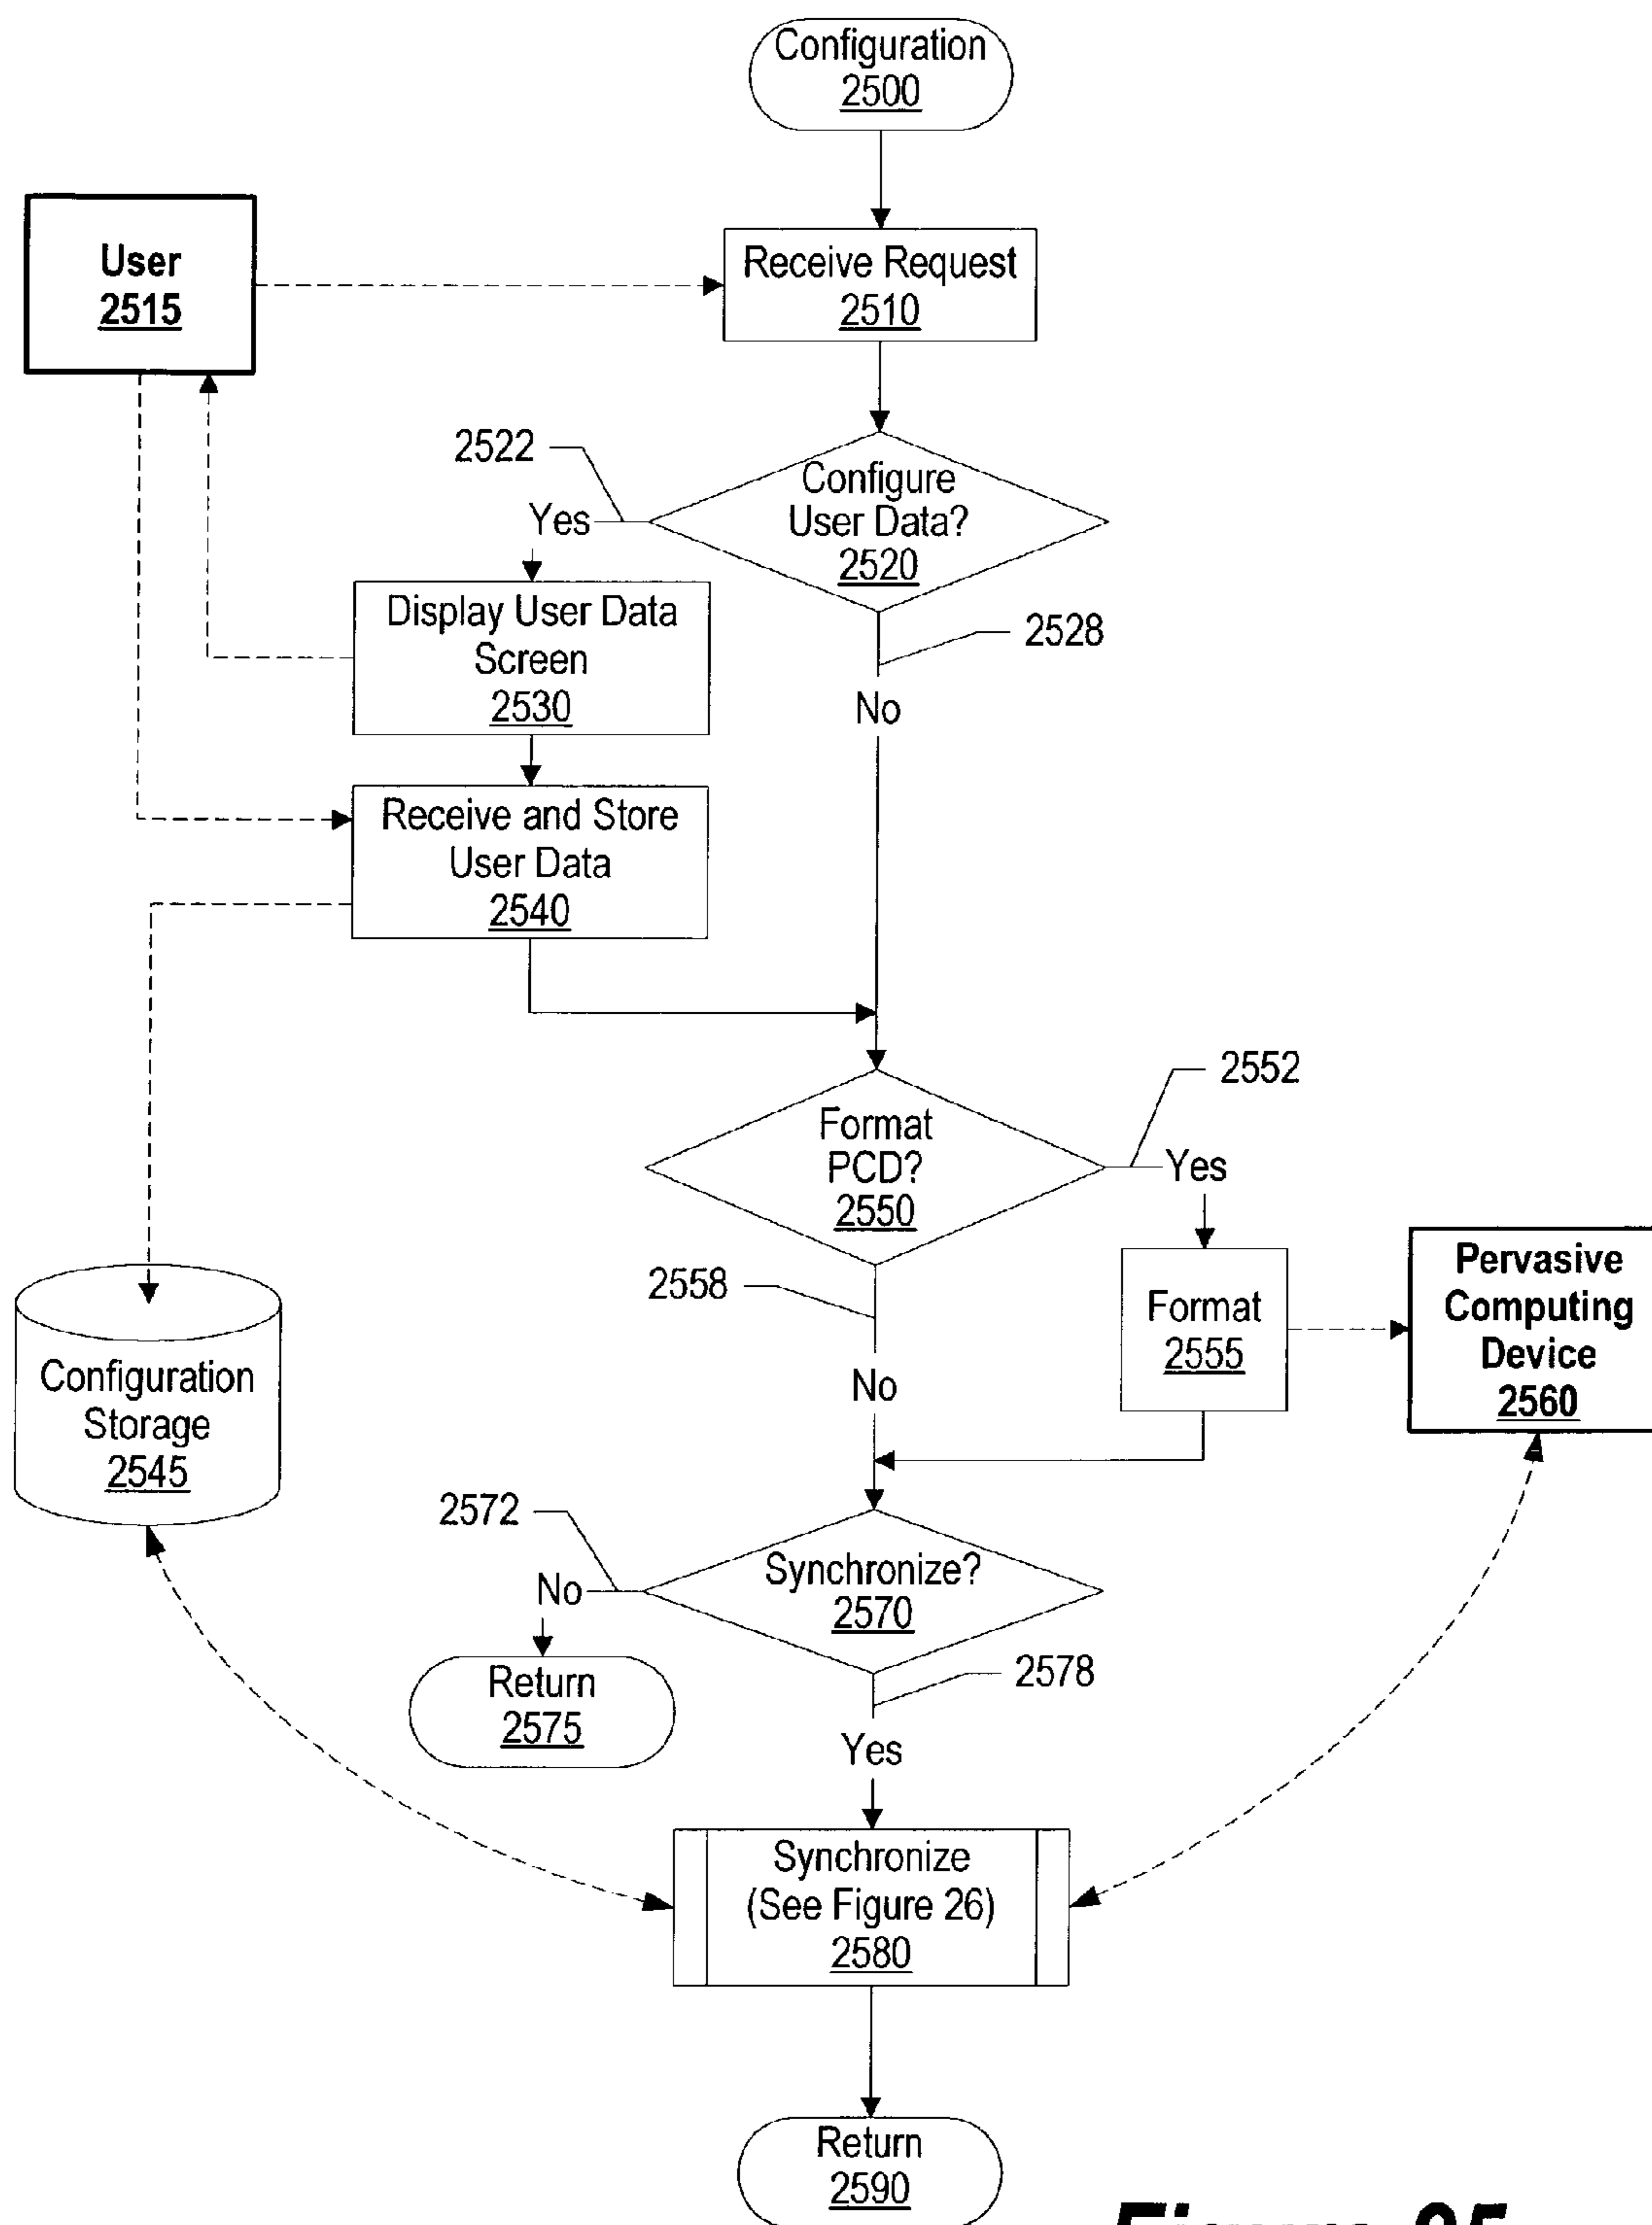 Configuration
2500
User
2515
Receive Request
2510
2522
Configure
User Data?
2520
Yes
2528
No
Display User Data
Screen
2530
Receive and Store
User Data
2540
2552
Format
PCD?
2550
Yes
2558
No
Format
2555
Pervasive
Computing
Device
2560
Configuration
Storage
2545
2572
Synchronize?
2570
No
2578
Return
2575
Yes
Synchronize
(See Figure 26)
2580
Return
2590
Figure 25